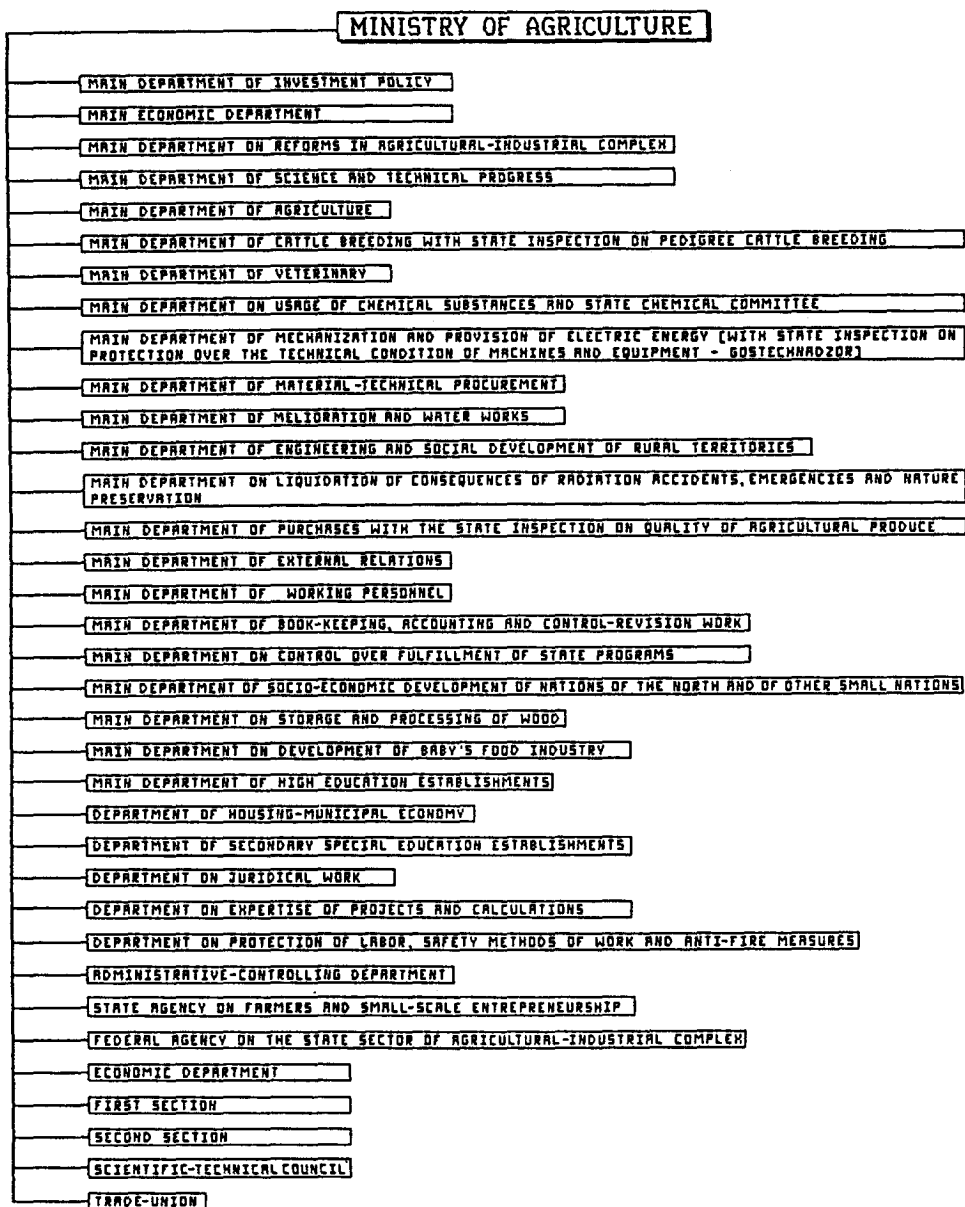 MINISTRY OF AGRICULTURE
MAIN DEPARTMENT OF INVESTMENT POLICY
MAIN ECONOMIC DEPARTMENT
MAIN DEPARTMENT ON REFORMS IN AGRICULTURAL-INDUSTRIAL COMPLEX
MAIN DEPARTMENT OF SCIENCE AND TECHNICAL PROGRESS
MAIN DEPARTMENT OF AGRICULTURE
MAIN DEPARTMENT OF CATTLE BREEDING WITH STATE INSPECTION ON PEDIGREE CATTLE BREEDING
MAIN DEPARTMENT OF VETERINARY
MAIN DEPARTMENT ON USAGE OF CHEMICAL SUBSTANCES AND STATE CHEMICAL COMMITTEE
MAIN DEPARTMENT OF MECHANIZATION AND PROVISION OF ELECTRIC ENERGY [WITH STATE INSPECTION ON
PROTECTION OVER THE TECHNICAL CONDITION OF MACHINES AND EQUIPMENT - GOSTECHNADZOR]
MAIN DEPARTMENT OF MATERIAL-TECHNICAL PROCUREMENT
MAIN DEPARTMENT OF MELIORATION AND WATER WORKS
MAIN DEPARTMENT OF ENGINEERING AND SOCIAL DEVELOPMENT OF RURAL TERRITORIES
MAIN DEPARTMENT ON LIQUIDATION OF CONSEQUENCES OF RADIATION ACCIDENTS, EMERGENCIES AND NATURE
PRESERVATION
MAIN DEPARTMENT OF PURCHASES WITH THE STATE INSPECTION ON QUALITY OF AGRICULTURAL PRODUCE
MAIN DEPARTMENT OF EXTERNAL RELATIONS
MAIN DEPARTMENT OF WORKING PERSONNEL
MAIN DEPARTMENT OF BOOK-KEEPING, ACCOUNTING AND CONTROL-REVISION WORK
MAIN DEPARTMENT ON CONTROL OVER FULFILLMENT OF STATE PROGRAMS
MAIN DEPARTMENT OF SOCIO-ECONOMIC DEVELOPMENT OF NATIONS OF THE NORTH AND OF OTHER SMALL NATIONS
MAIN DEPARTMENT ON STORAGE AND PROCESSING OF WOOD
MAIN DEPARTMENT ON DEVELOPMENT OF BABY'S FOOD INDUSTRY
MAIN DEPARTMENT OF HIGH EDUCATION ESTABLISHMENTS
DEPARTMENT OF HOUSING-MUNICIPAL ECONOMY
DEPARTMENT OF SECONDARY SPECIAL EDUCATION ESTABLISHMENTS
DEPARTMENT ON JURIDICAL WORK
DEPARTMENT ON EXPERTISE OF PROJECTS AND CALCULATIONS
DEPARTMENT ON PROTECTION OF LABOR, SAFETY METHODS OF WORK AND ANTI-FIRE MEASURES
ADMINISTRATIVE-CONTROLLING DEPARTMENT
STATE AGENCY ON FARMERS AND SMALL-SCALE ENTREPRENEURSHIP
FEDERAL AGENCY ON THE STATE SECTOR OF AGRICULTURAL-INDUSTRIAL COMPLEX
ECONOMIC DEPARTMENT
FIRST SECTION
SECOND SECTION
SCIENTIFIC-TECHNICAL COUNCIL
TRADE-UNION